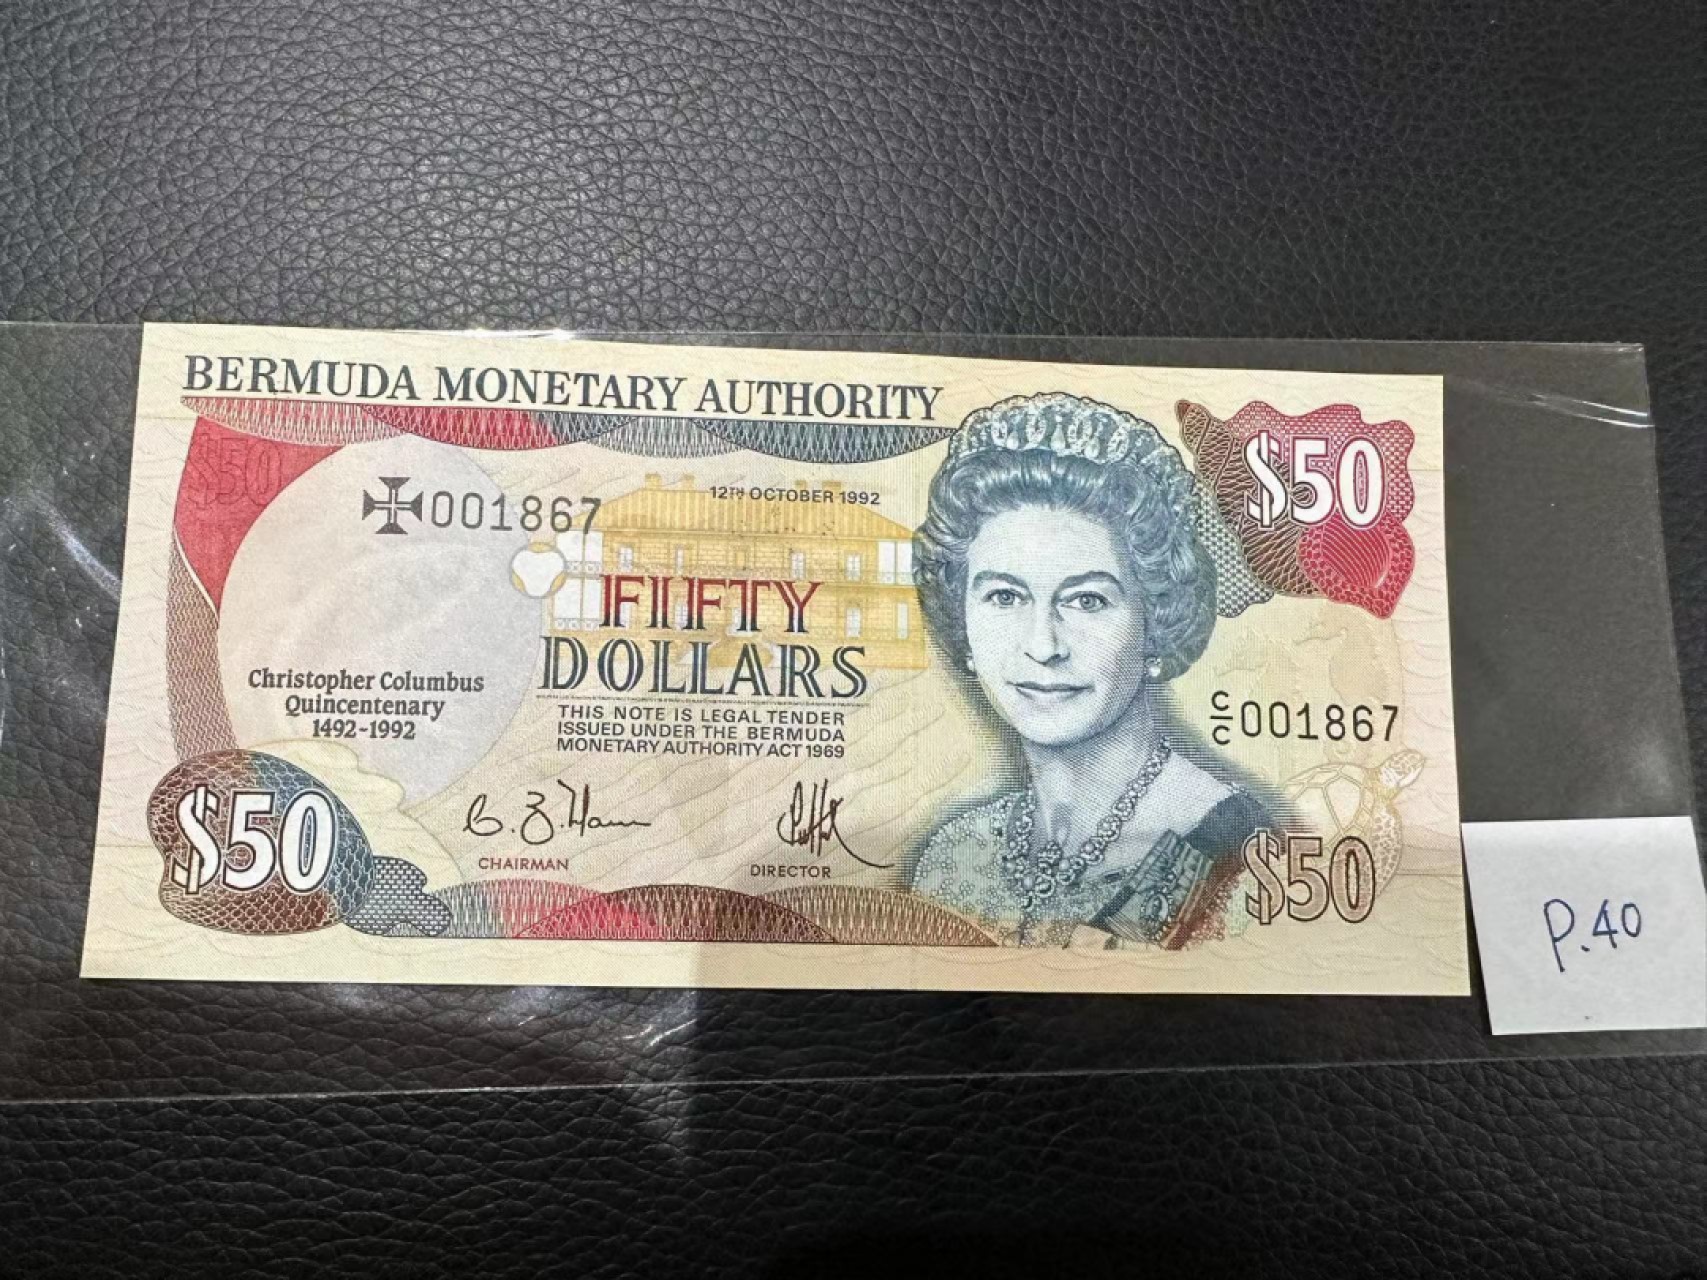 BERMUDA MONETARY AUTHORITY
$50
$50
001867
12TH OCTOBER 1992
FIFTY
DOLLARS
Christopher Columbus
Quincentenary
1492-1992
THIS NOTE IS LEGAL TENDER
ISSUED UNDER THE BERMUDA
MONETARY AUTHORITY ACT 1969
C/C 001867
CHAIRMAN
DIRECTOR
$50
$50
P.40